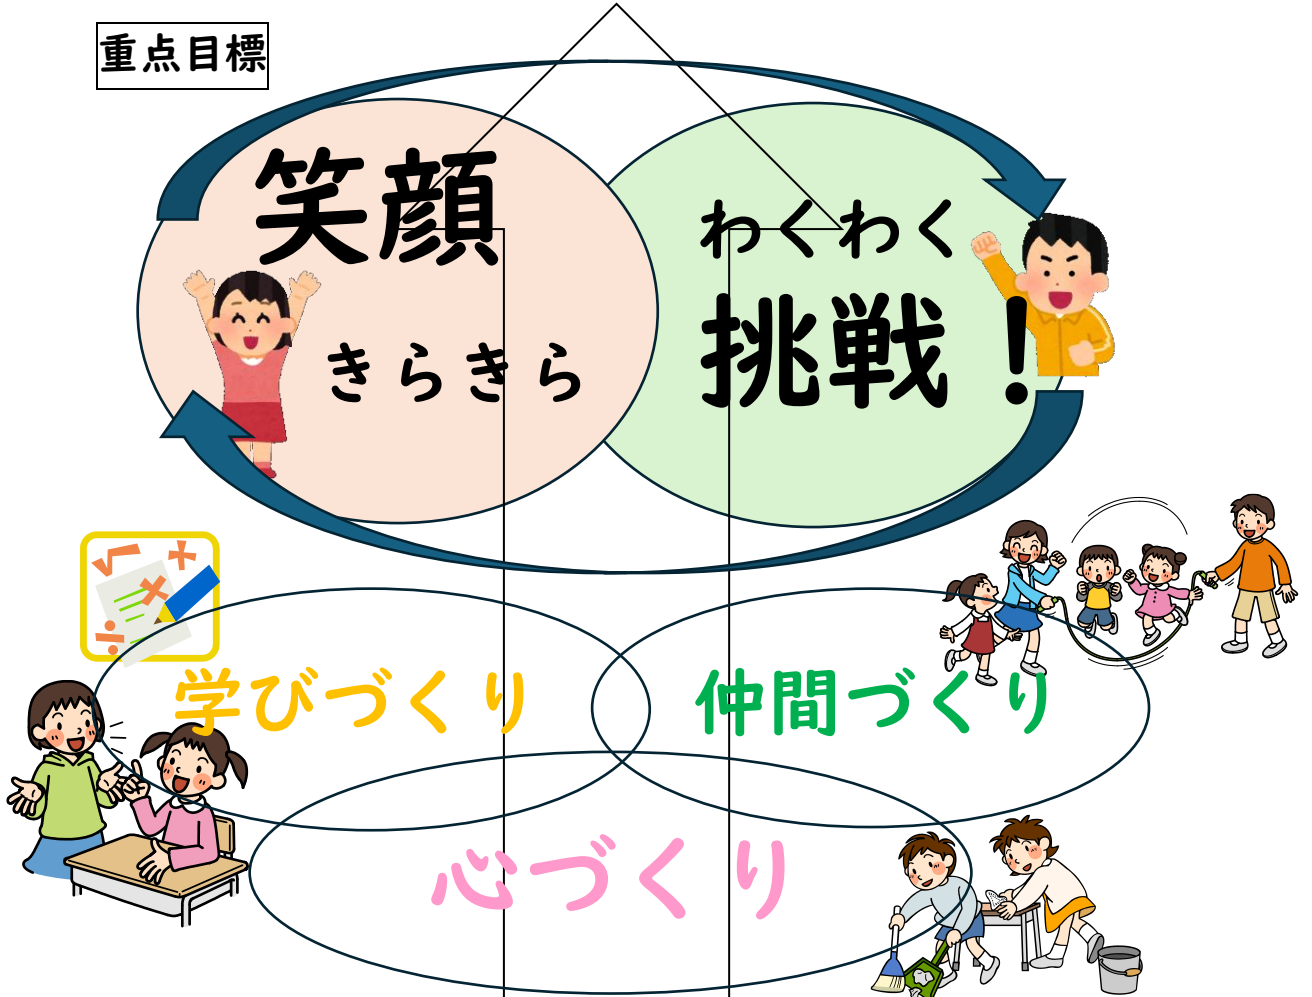 重点目標
笑顔
きらきら
わくわく
挑戦！
学びづくり
仲間づくり
心づくり